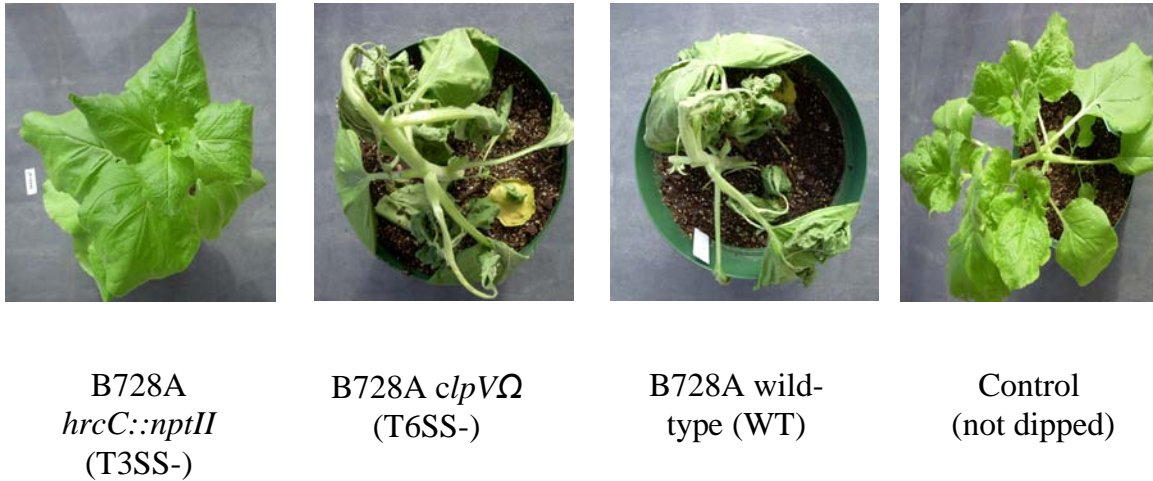 B728A
hrcC::nptII
(T3SS-)
B728A clpVΩ
(T6SS-)
B728A wild-
type (WT)
Control
(not dipped)